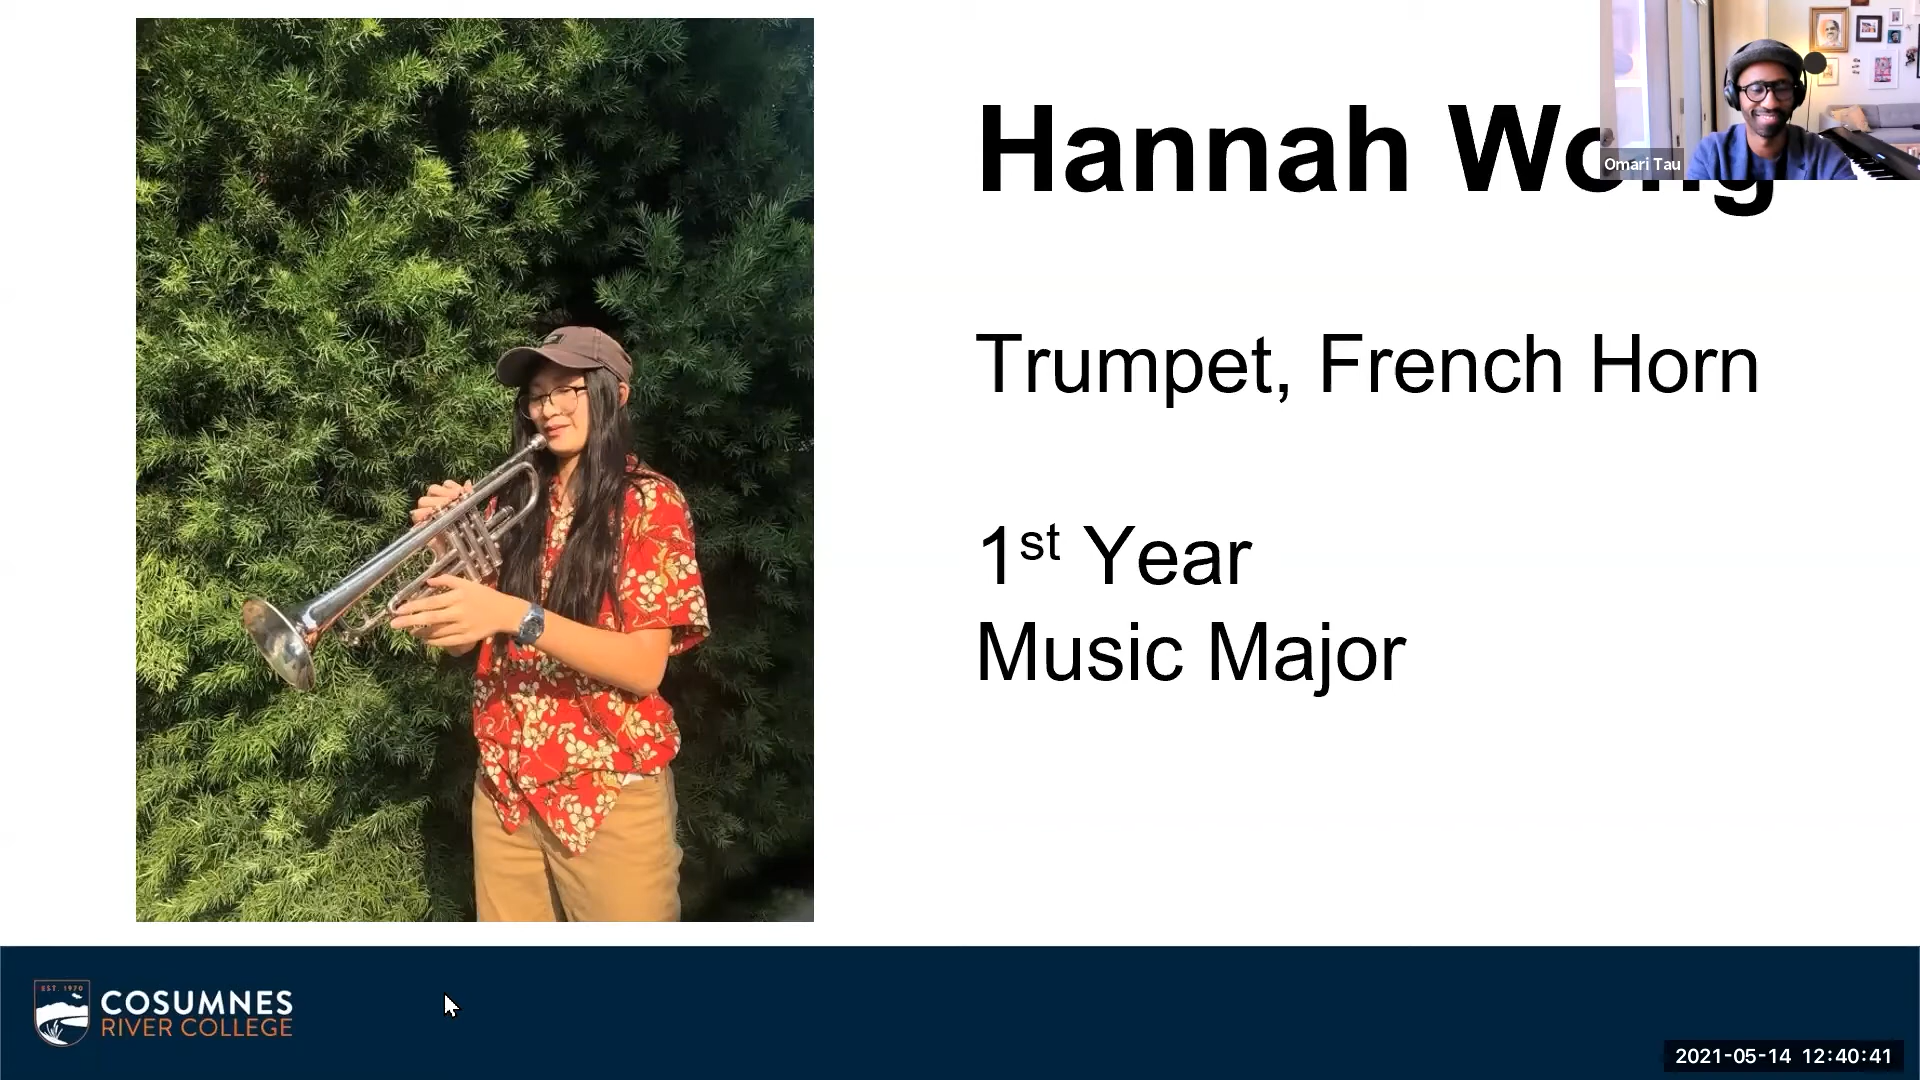 Hannah Wong
Omari Tau
Trumpet, French Horn
1st Year
Music Major
EST. 1970
COSUMNES
RIVER COLLEGE
2021-05-14 12:40:41